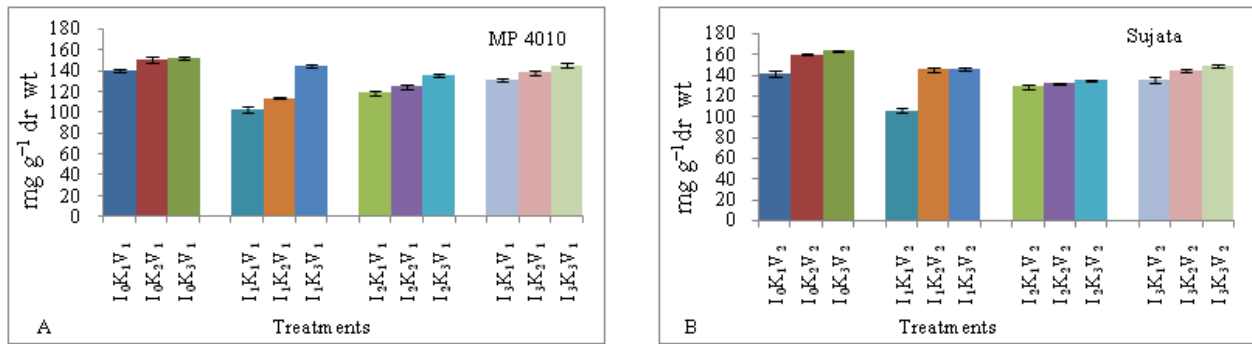 180
160
140
120
100
80
60
40
20
0
mg g⁻¹dr wt
MP 4010
I₀K₁V₁
I₀K₂V₁
I₀K₃V₁
I₁K₁V₁
I₁K₂V₁
I₁K₃V₁
I₂K₁V₁
I₂K₂V₁
I₂K₃V₁
I₃K₁V₁
I₃K₂V₁
I₃K₃V₁
A
Treatments
180
160
140
120
100
80
60
40
20
0
mg g⁻¹dr wt
Sujata
I₀K₁V₂
I₀K₂V₂
I₀K₃V₂
I₁K₁V₂
I₁K₂V₂
I₁K₃V₂
I₂K₁V₂
I₂K₂V₂
I₂K₃V₂
I₃K₁V₂
I₃K₂V₂
I₃K₃V₂
B
Treatments